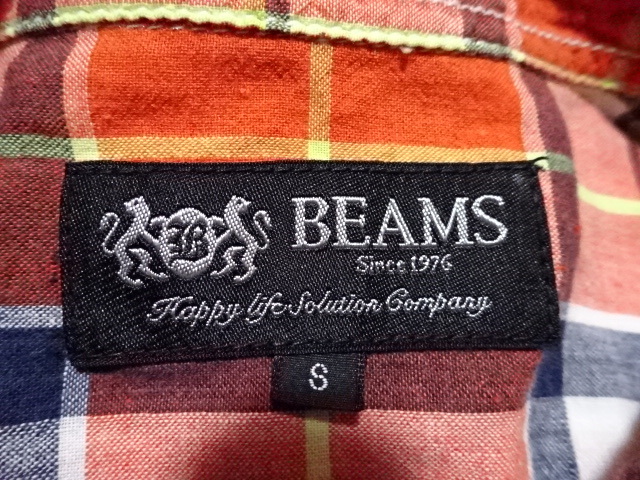 B
BEAMS
Since 1976
Happy life Solution Company
S